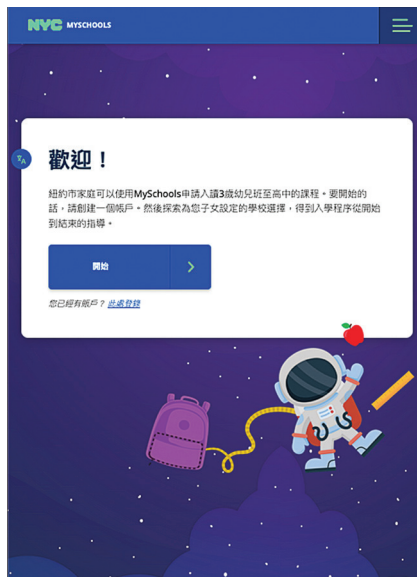 NYC MYSCHOOLS
歡迎！
紐約市家庭可以使用MySchools申請入讀3歲幼兒班至高中的課程。要開始的
話，請創建一個帳戶。然後探索為您子女設定的學校選擇，得到入學程序從開始
到結束的指導。
開始
您已經有賬戶？此處登錄